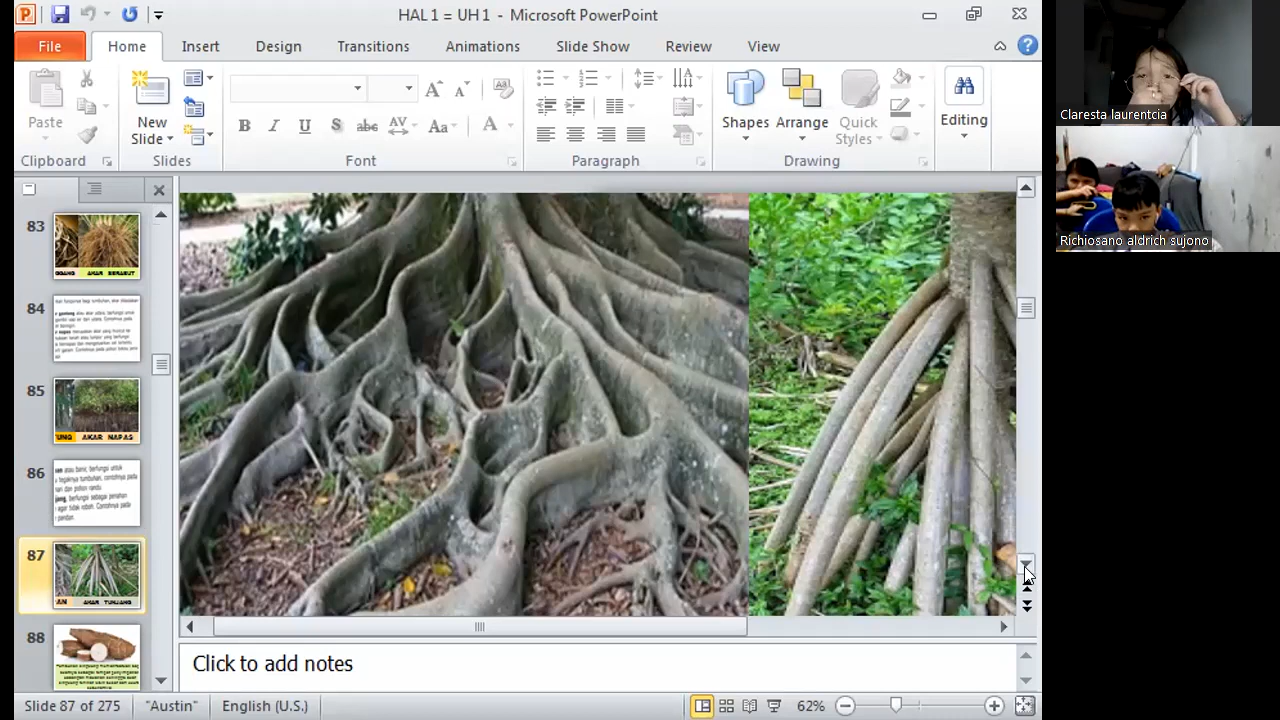 HAL 1 = UH 1 - Microsoft PowerPoint
File Home Insert Design Transitions Animations Slide Show Review View
Paste
New
Slide
Shapes Arrange Quick
Styles
Editing
Clipboard Slides Font Paragraph Drawing
83
GGANG AKAR SERABUT
84
85
UNG AKAR NAPAS
86
87
AN AKAR TUNJANG
88
Click to add notes
Slide 87 of 275 "Austin" English (U.S.) 62%
Claresta laurentcia
Richiosano aldrich sujono